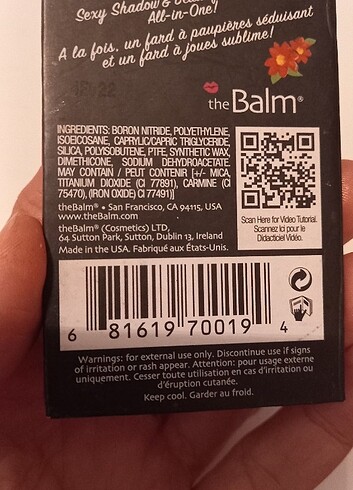 Sexy Shadow &
All-in-One!
A la fois, un fard à paupières séduisant
et un fard à joues sublime!
theBalm®
INGREDIENTS: BORON NITRIDE, POLYETHYLENE,
ISOEICOSANE, CAPRYLIC/CAPRIC TRIGLYCERIDE,
SILICA, POLYISOBUTENE, PTFE, SYNTHETIC WAX,
DIMETHICONE, SODIUM DEHYDROACETATE.
MAY CONTAIN / PEUT CONTENIR [+/- MICA,
TITANIUM DIOXIDE (CI 77891), CARMINE (CI
75470), (IRON OXIDE) (CI 77491)]
theBalm® • San Francisco, CA 94115, USA
www.theBalm.com
theBalm® (Cosmetics) LTD,
64 Sutton Park, Sutton, Dublin 13, Ireland
Made in the USA. Fabriqué aux États-Unis.
Scan Here for Video Tutorial.
Scannez Ici pour le
Didacticiel Vidéo.
6 81619 70019 4
Warnings: for external use only. Discontinue use if signs
of irritation or rash appear. Attention: pour usage externe
uniquement. Cesser toute utilisation en cas d'irritation ou
d'éruption cutanée.
Keep cool. Garder au froid.